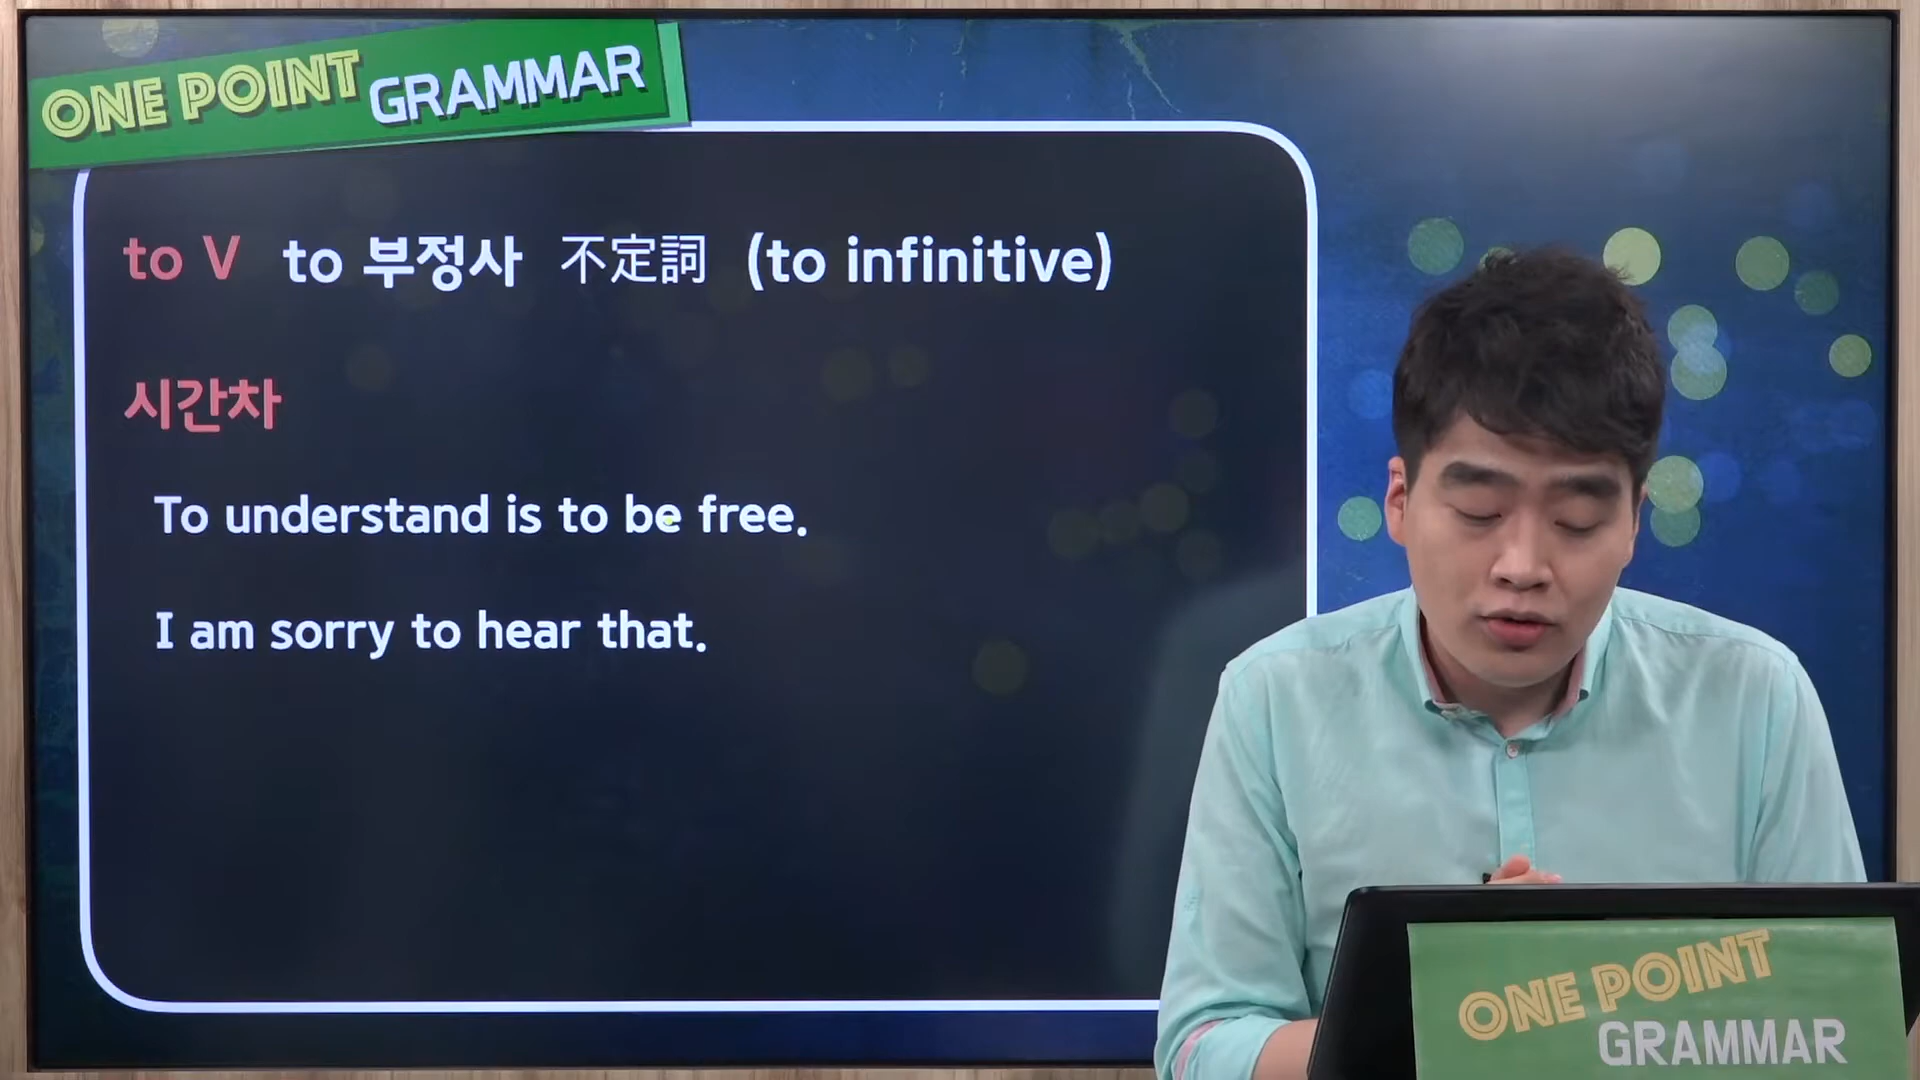 ONE POINT GRAMMAR
to V to 부정사 不定詞 (to infinitive)
시간차
To understand is to be free.
I am sorry to hear that.
ONE POINT
GRAMMAR